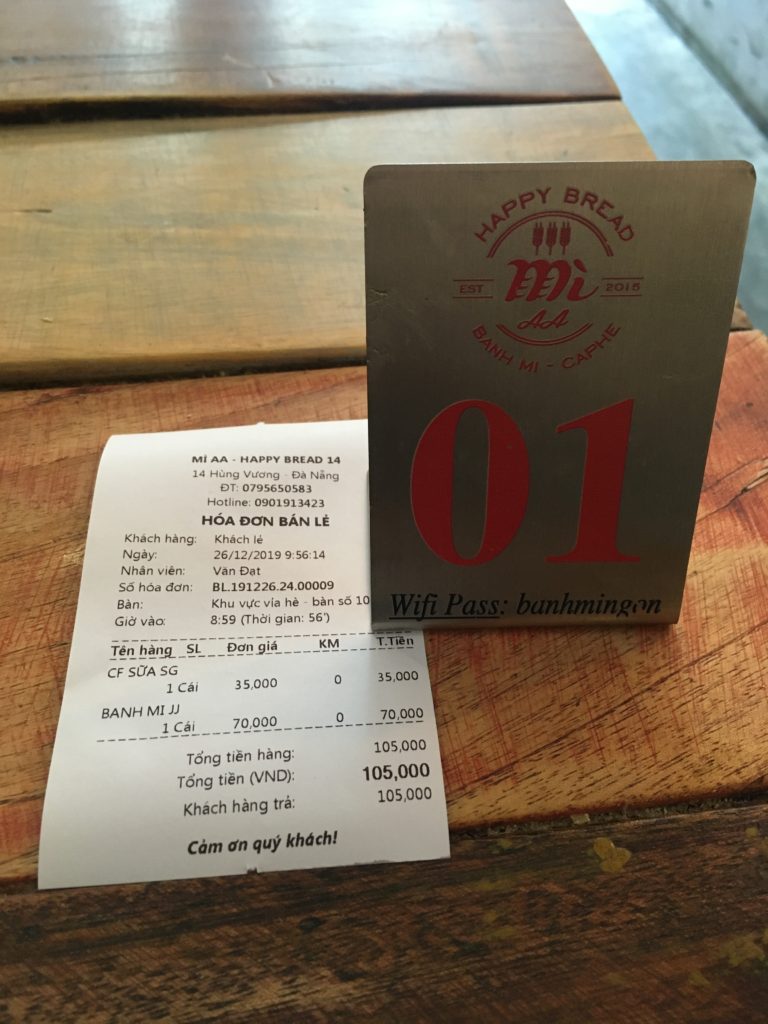 MÌ AA - HAPPY BREAD 14
14 Hùng Vương - Đà Nẵng
ĐT: 0795650583
Hotline: 0901913423
HÓA ĐƠN BÁN LẺ
Khách hàng: Khách lẻ
Ngày: 26/12/2019 9:56:14
Nhân viên: Văn Đạt
Số hóa đơn: BL.191226.24.00009
Bàn: Khu vực vỉa hè - bàn số 10
Giờ vào: 8:59 (Thời gian: 56')
Tên hàng SL Đơn giá KM T.Tiền
CF SỮA SG
1 Cái 35,000 0 35,000
BANH MI JJ
1 Cái 70,000 0 70,000
Tổng tiền hàng: 105,000
Tổng tiền (VND): 105,000
Khách hàng trả: 105,000
Cảm ơn quý khách!
HAPPY BREAD
EST mì 2015
AA
BANH MI - CAPHE
01
Wifi Pass: banhmingon